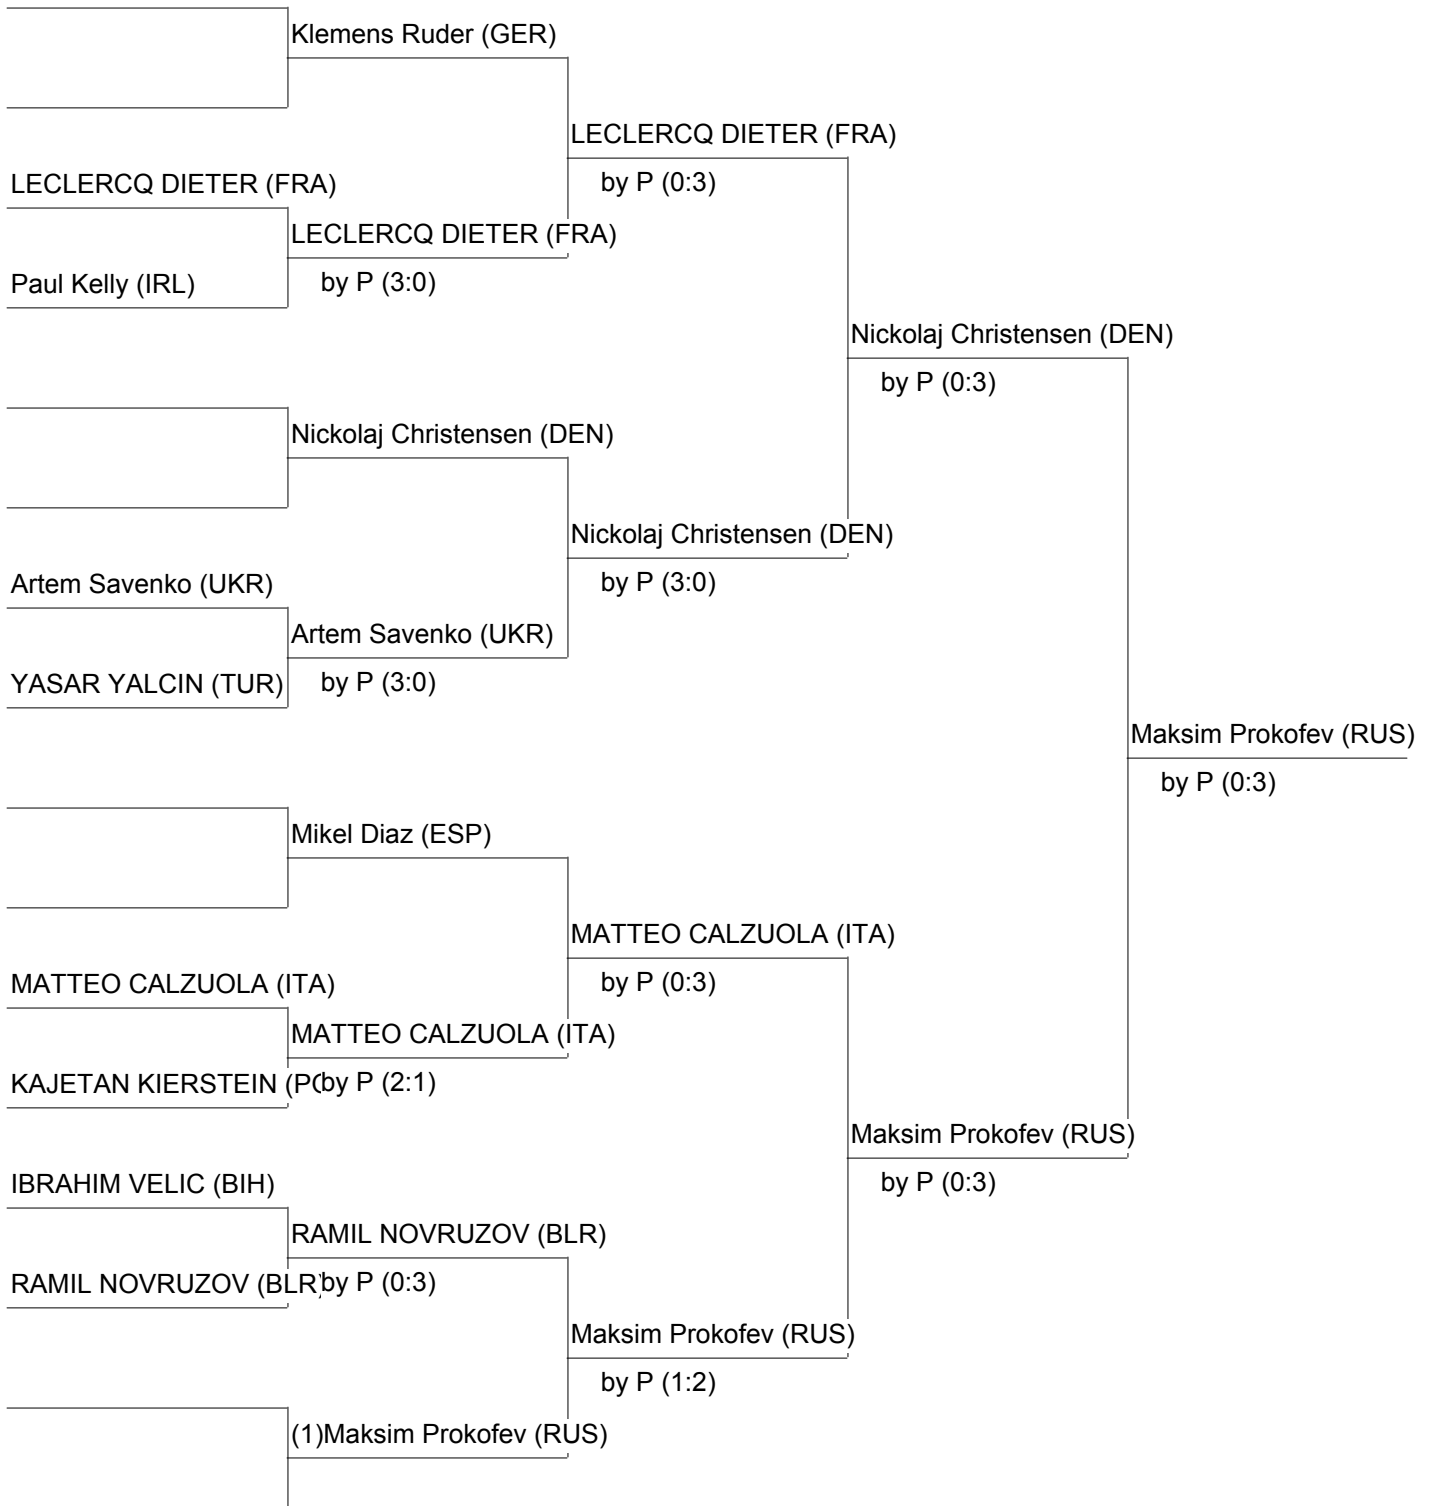 Klemens Ruder (GER)
LECLERCQ DIETER (FRA)
by P (0:3)
LECLERCQ DIETER (FRA)
LECLERCQ DIETER (FRA)
by P (3:0)
Paul Kelly (IRL)
Nickolaj Christensen (DEN)
by P (0:3)
Nickolaj Christensen (DEN)
Nickolaj Christensen (DEN)
by P (3:0)
Artem Savenko (UKR)
Artem Savenko (UKR)
by P (3:0)
YASAR YALCIN (TUR)
Maksim Prokofev (RUS)
by P (0:3)
Mikel Diaz (ESP)
MATTEO CALZUOLA (ITA)
by P (0:3)
MATTEO CALZUOLA (ITA)
MATTEO CALZUOLA (ITA)
by P (2:1)
KAJETAN KIERSTEIN
Maksim Prokofev (RUS)
by P (0:3)
IBRAHIM VELIC (BIH)
RAMIL NOVRUZOV (BLR)
by P (0:3)
RAMIL NOVRUZOV (BLR)
Maksim Prokofev (RUS)
by P (1:2)
(1)Maksim Prokofev (RUS)